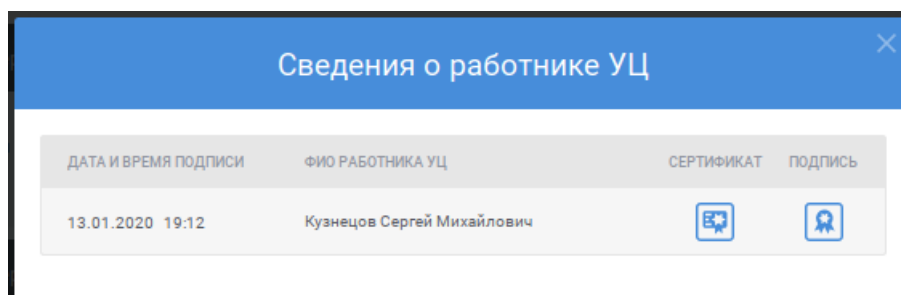 Сведения о работнике УЦ
ДАТА И ВРЕМЯ ПОДПИСИ ФИО РАБОТНИКА УЦ СЕРТИФИКАТ ПОДПИСЬ
13.01.2020 19:12 Кузнецов Сергей Михайлович